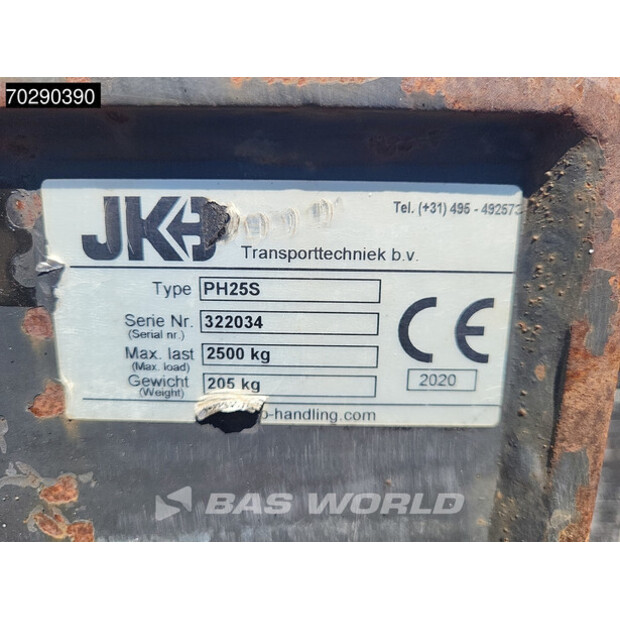 70290390
JKB
Tel. (+31) 495 - 492573
Transporttechniek b.v.
Type PH25S
Serie Nr. 322034
(Serial nr.)
Max. last 2500 kg
(Max. load)
Gewicht 205 kg
(Weight)
CE
2020
-handling.com
BAS WORLD